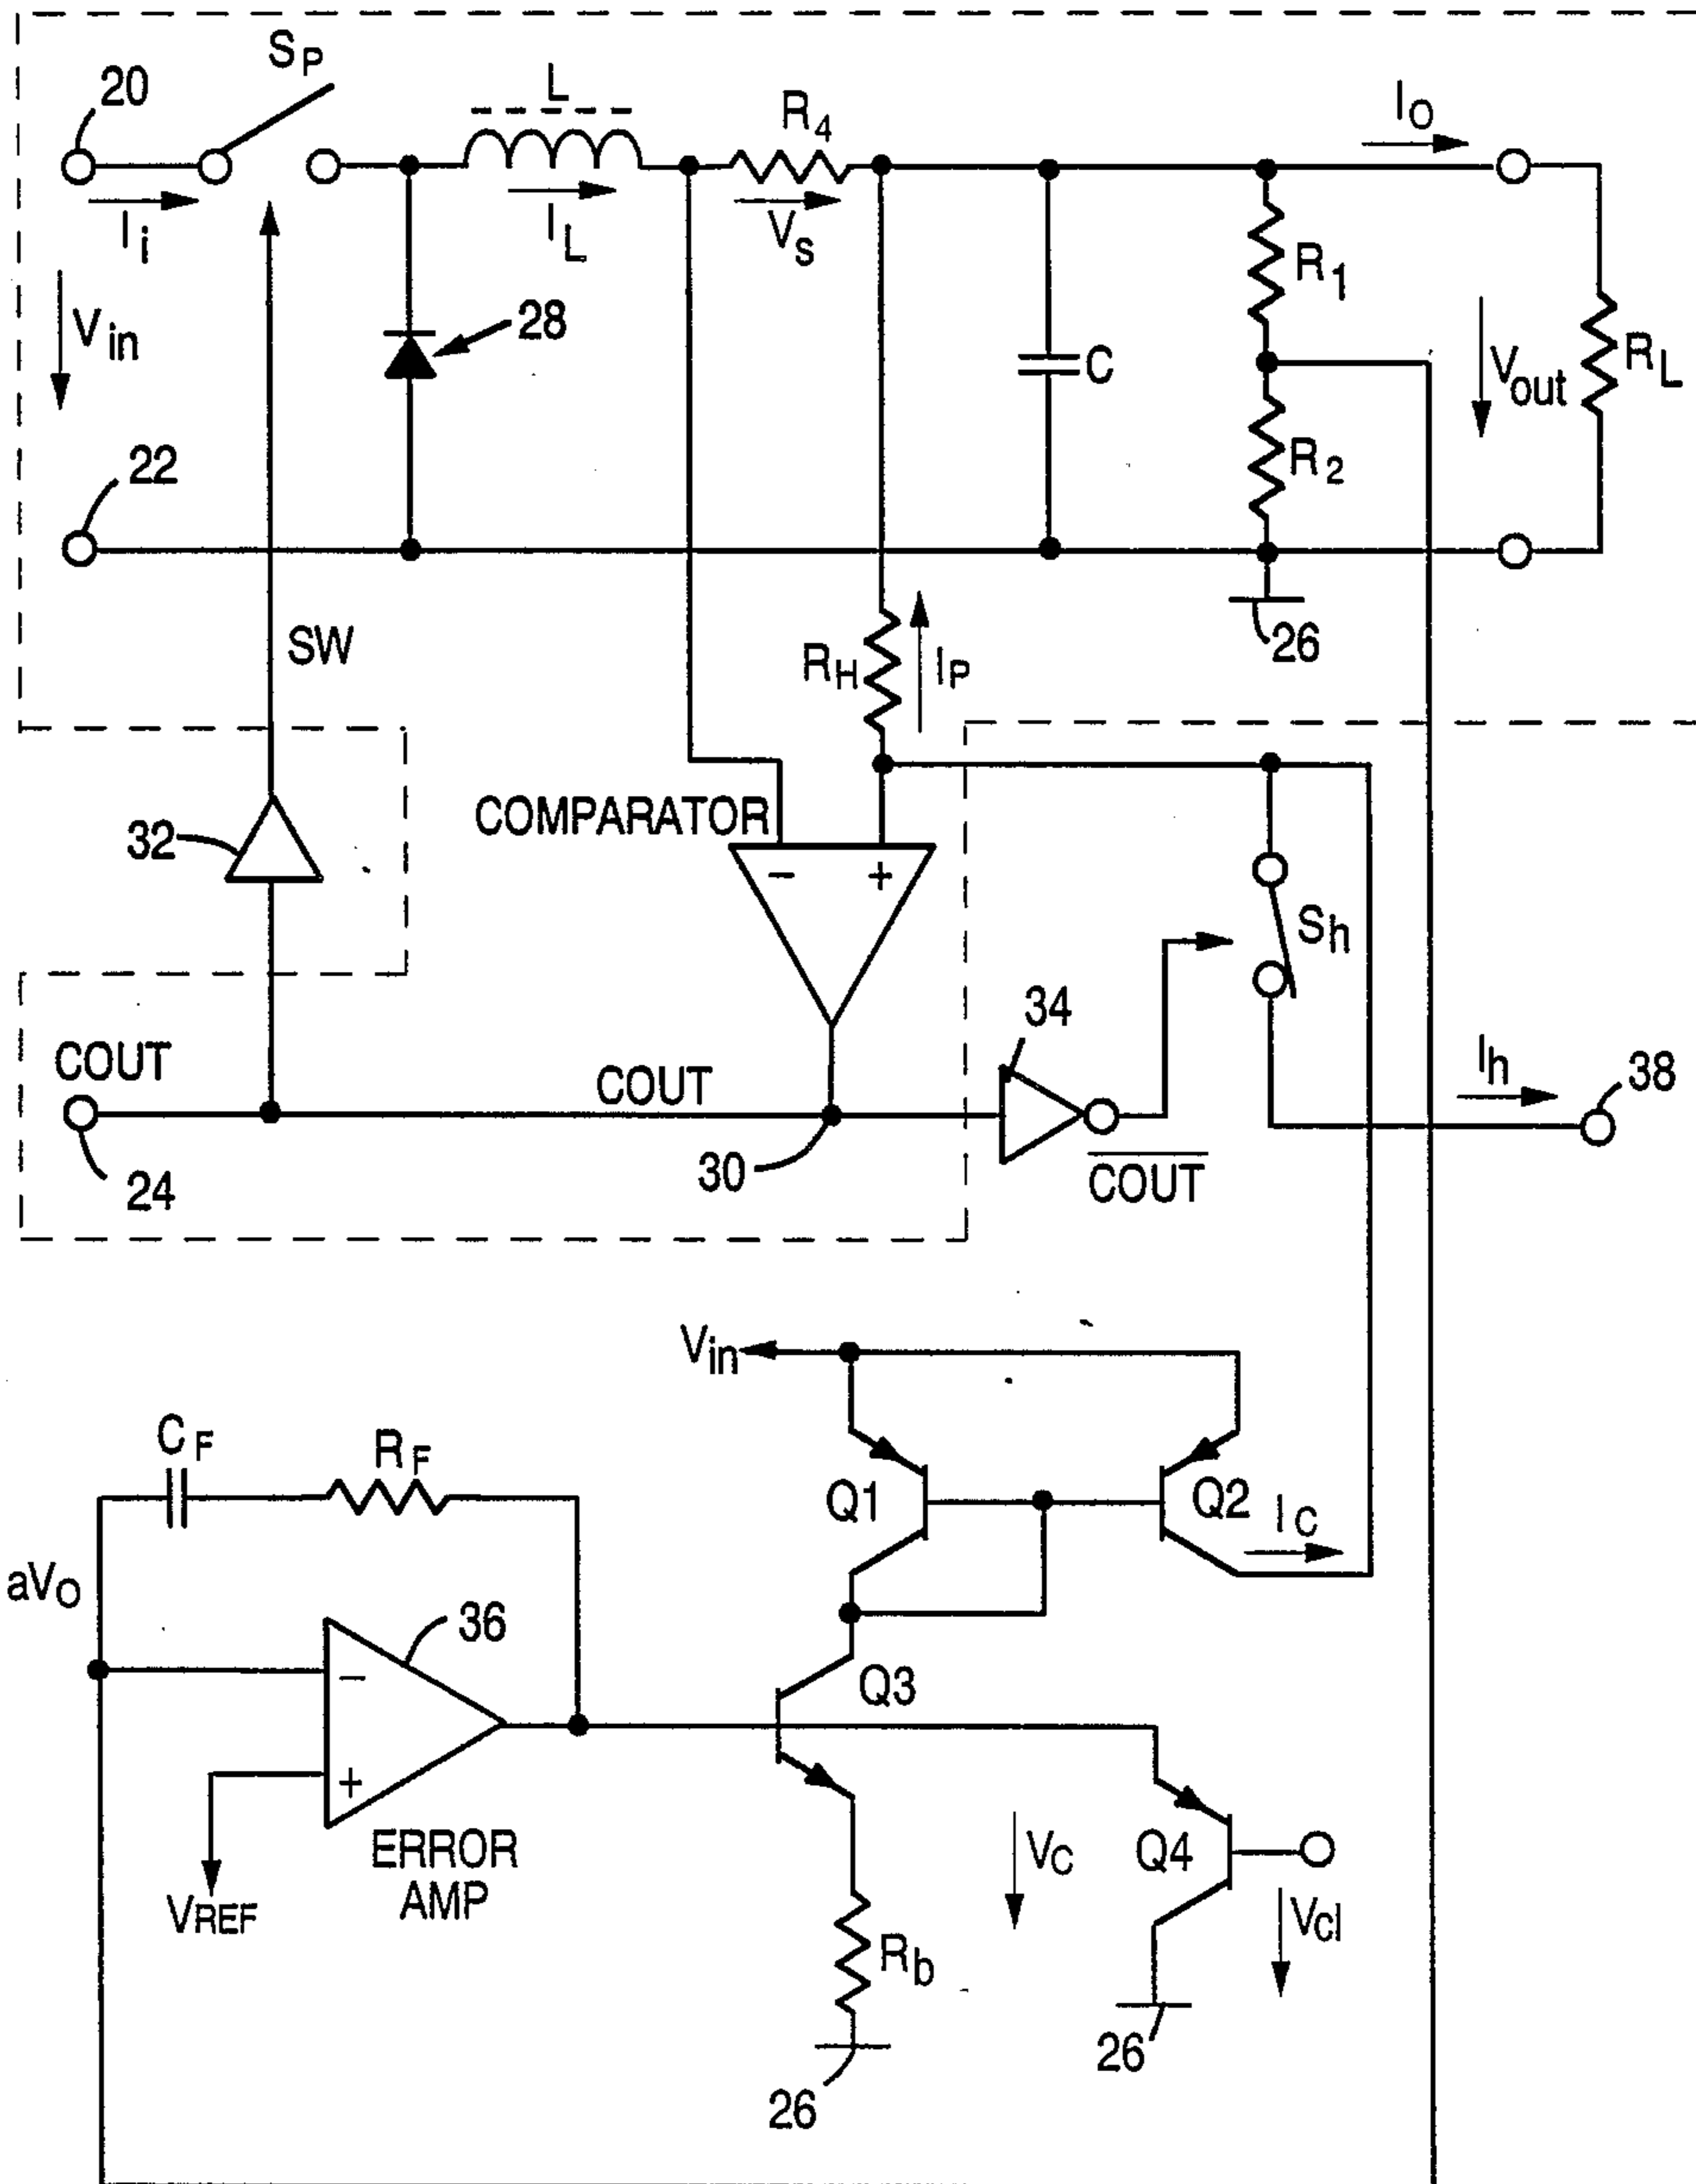 20
SP
L
R4
IO
Ii
IL
VS
Vin
28
C
R1
R2
Vout
RL
22
26
SW
RH
IP
32
COMPARATOR
-
+
Sh
34
COUT
COUT
Ih
38
24
30
COUT
Vin
CF
RF
Q1
Q2
IC
aVO
36
-
+
Q3
ERROR
AMP
VREF
VC
Q4
Vcl
Rb
26
26